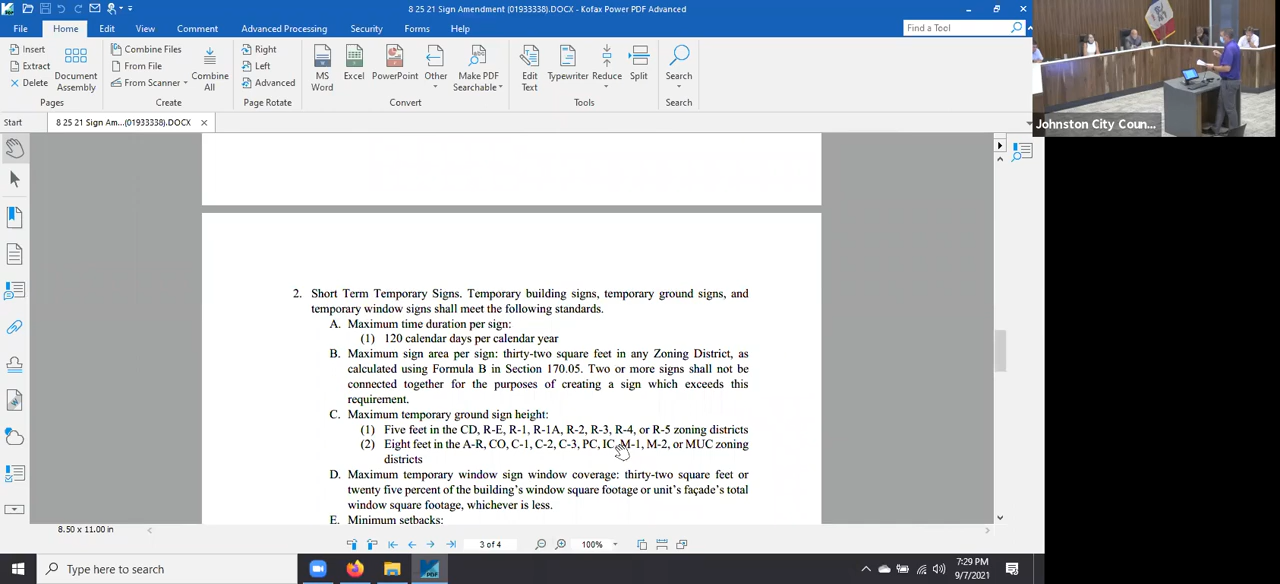 8 25 21 Sign Amendment (01933338).DOCX - Kofax Power PDF Advanced
File Home Edit View Comment Advanced Processing Security Forms Help
Find a Tool
Insert
Extract
Delete
Document Assembly
Pages
Combine Files
From File
From Scanner
Combine All
Create
Right
Left
Advanced
Page Rotate
MS Word
Excel
PowerPoint
Other
Make PDF Searchable
Convert
Edit Text
Typewriter
Reduce
Split
Tools
Search
Search
Johnston City Coun...
Start
8 25 21 Sign Am...(01933338).DOCX
2. Short Term Temporary Signs. Temporary building signs, temporary ground signs, and
temporary window signs shall meet the following standards.
A. Maximum time duration per sign:
(1) 120 calendar days per calendar year
B. Maximum sign area per sign: thirty-two square feet in any Zoning District, as
calculated using Formula B in Section 170.05. Two or more signs shall not be
connected together for the purposes of creating a sign which exceeds this
requirement.
C. Maximum temporary ground sign height:
(1) Five feet in the CD, R-E, R-1, R-1A, R-2, R-3, R-4, or R-5 zoning districts
(2) Eight feet in the A-R, CO, C-1, C-2, C-3, PC, IC, M-1, M-2, or MUC zoning
districts
D. Maximum temporary window sign window coverage: thirty-two square feet or
twenty five percent of the building's window square footage or unit's façade's total
window square footage, whichever is less.
E. Minimum setbacks:
8.50 x 11.00 in
3 of 4
100%
Type here to search
PDF
7:29 PM
9/7/2021